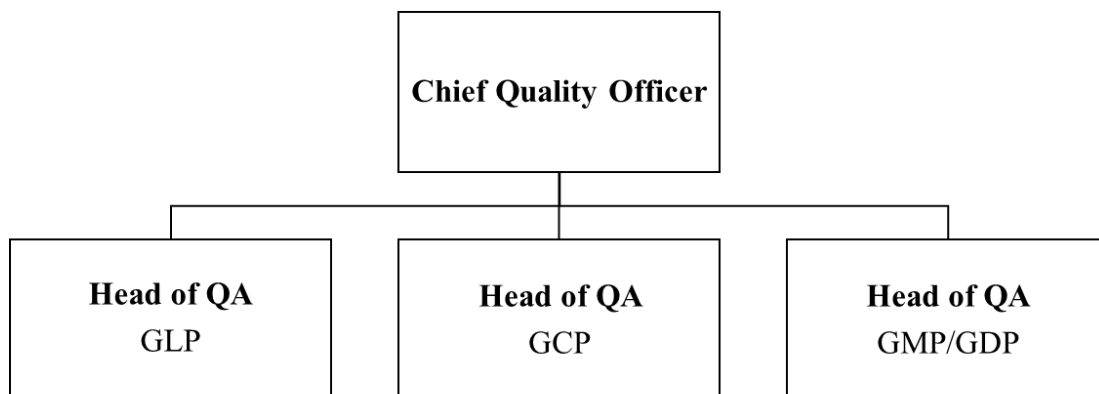 Chief Quality Officer
Head of QA
GLP
Head of QA
GCP
Head of QA
GMP/GDP